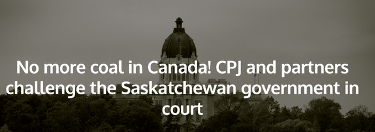 No more coal in Canada! CPJ and partners
challenge the Saskatchewan government in
court